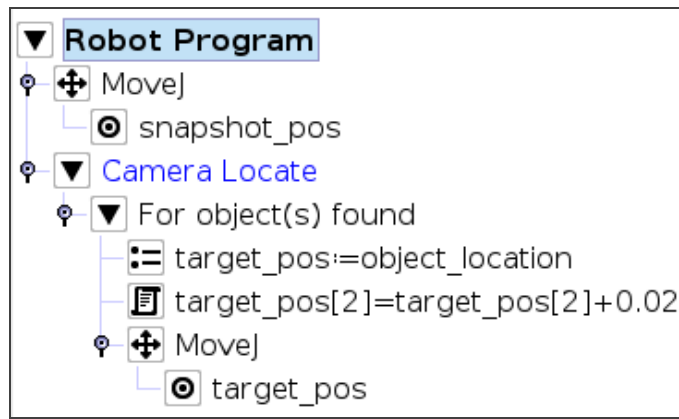 Robot Program
MoveJ
snapshot_pos
Camera Locate
For object(s) found
target_pos:=object_location
target_pos[2]=target_pos[2]+0.02
MoveJ
target_pos